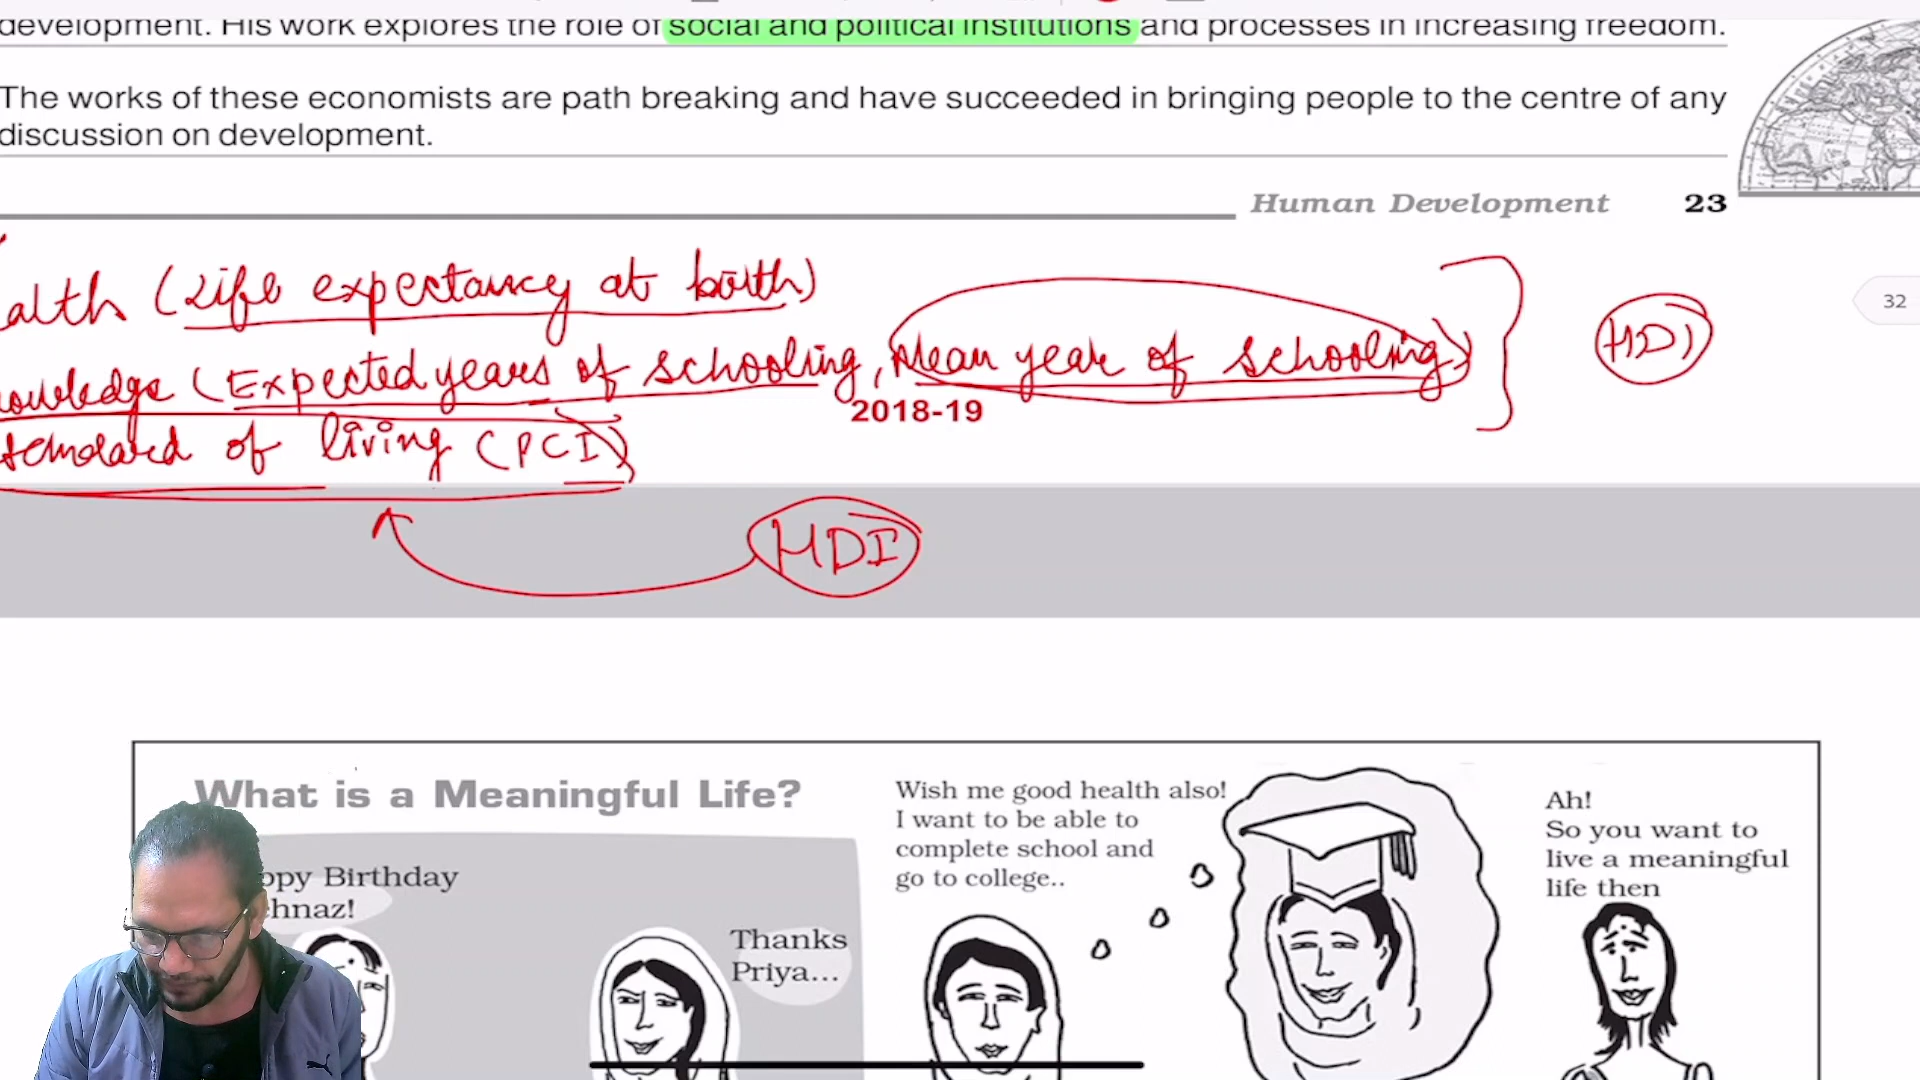 development. His work explores the role of social and political institutions and processes in increasing freedom.
The works of these economists are path breaking and have succeeded in bringing people to the centre of any
discussion on development.
Human Development 23
alth (Life expectancy at birth)
32
HDI
owledge (Expected years of schooling, Mean year of schooling)
2018-19
standard of living (PCI)
HDI
What is a Meaningful Life?
ppy Birthday
hnaz!
Thanks
Priya...
Wish me good health also!
I want to be able to
complete school and
go to college..
Ah!
So you want to
live a meaningful
life then